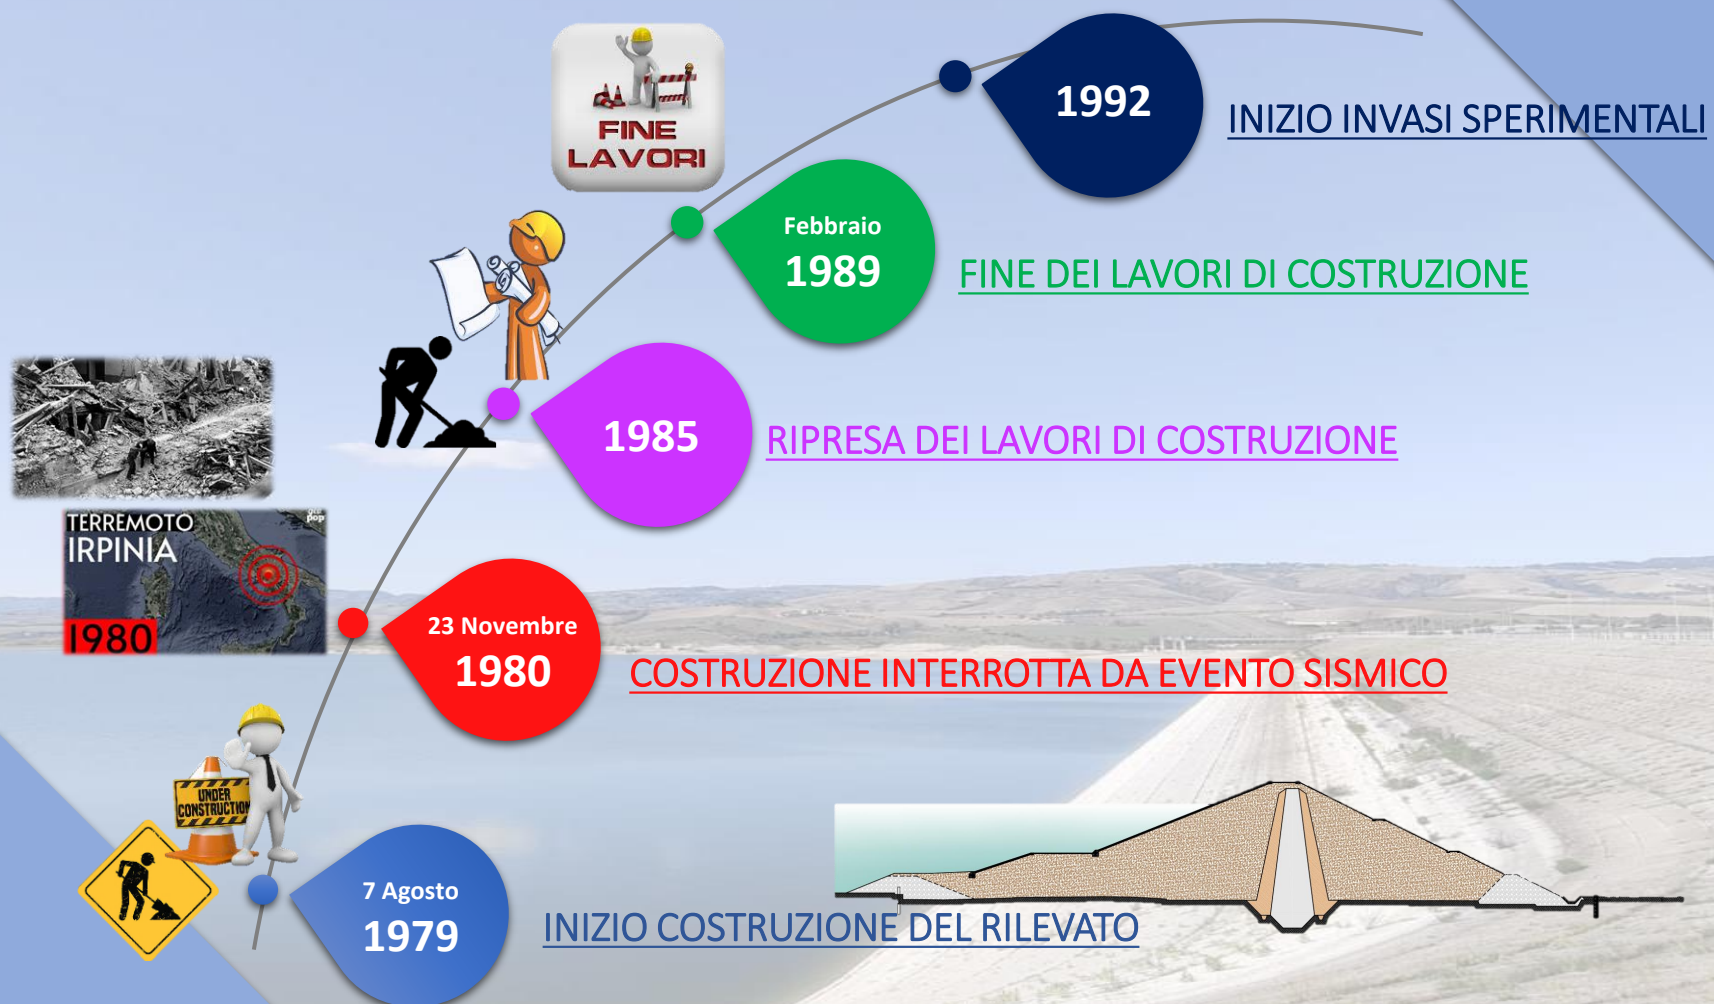 1992
INIZIO INVASI SPERIMENTALI
FINE
LAVORI
Febbraio
1989
FINE DEI LAVORI DI COSTRUZIONE
1985
RIPRESA DEI LAVORI DI COSTRUZIONE
TERREMOTO
IRPINIA
1980
23 Novembre
1980
COSTRUZIONE INTERROTTA DA EVENTO SISMICO
UNDER
CONSTRUCTION
7 Agosto
1979
INIZIO COSTRUZIONE DEL RILEVATO